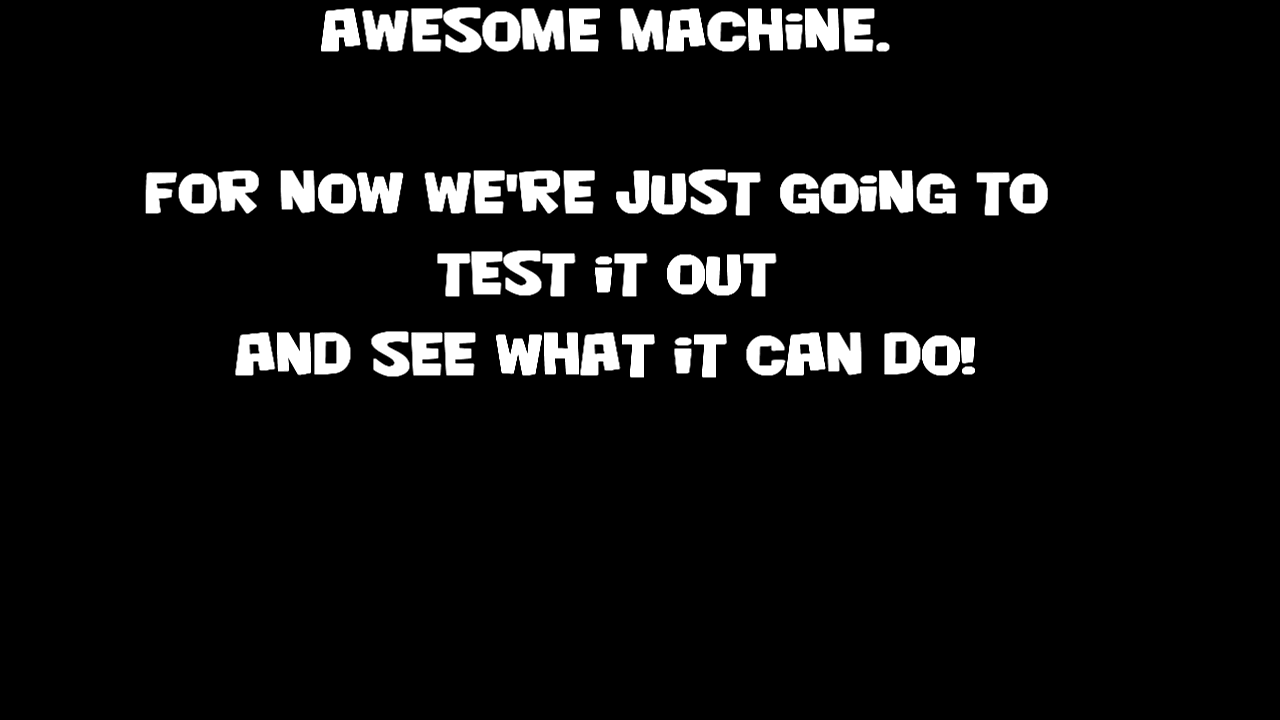 AWESOME MACHiNE.
FOR NOW WE'RE JUST GOiNG TO
TEST iT OUT
AND SEE WHAT iT CAN DO!